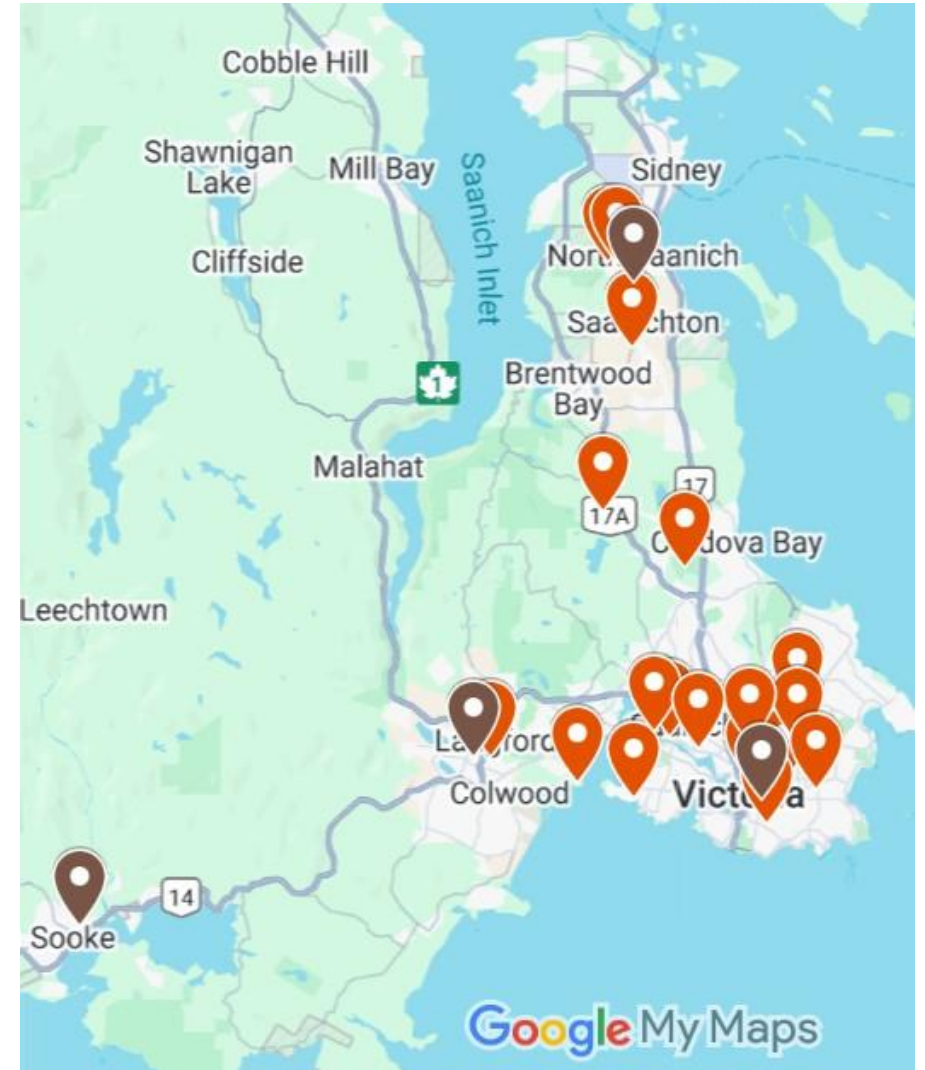 Cobble Hill
Shawnigan
Lake
Mill Bay
Sidney
Saanich Inlet
Cliffside
1
Brentwood
Bay
Malahat
17
17A
Leechtown
Colwood
14
Sooke
Google My Maps